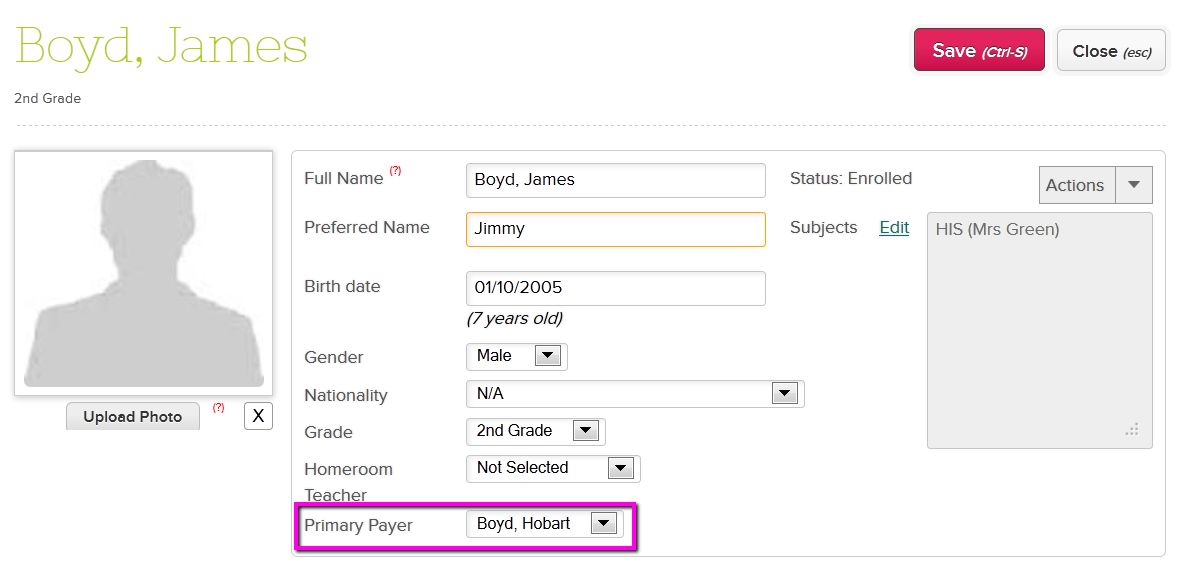 Boyd, James
Save (Ctrl-S)
Close (esc)
2nd Grade
Full Name (?)
Boyd, James
Status: Enrolled
Actions
Preferred Name
Jimmy
Subjects Edit
HIS (Mrs Green)
Birth date
01/10/2005
(7 years old)
Gender
Male
Nationality
N/A
Upload Photo (?) X
Grade
2nd Grade
Homeroom
Teacher
Not Selected
Primary Payer
Boyd, Hobart